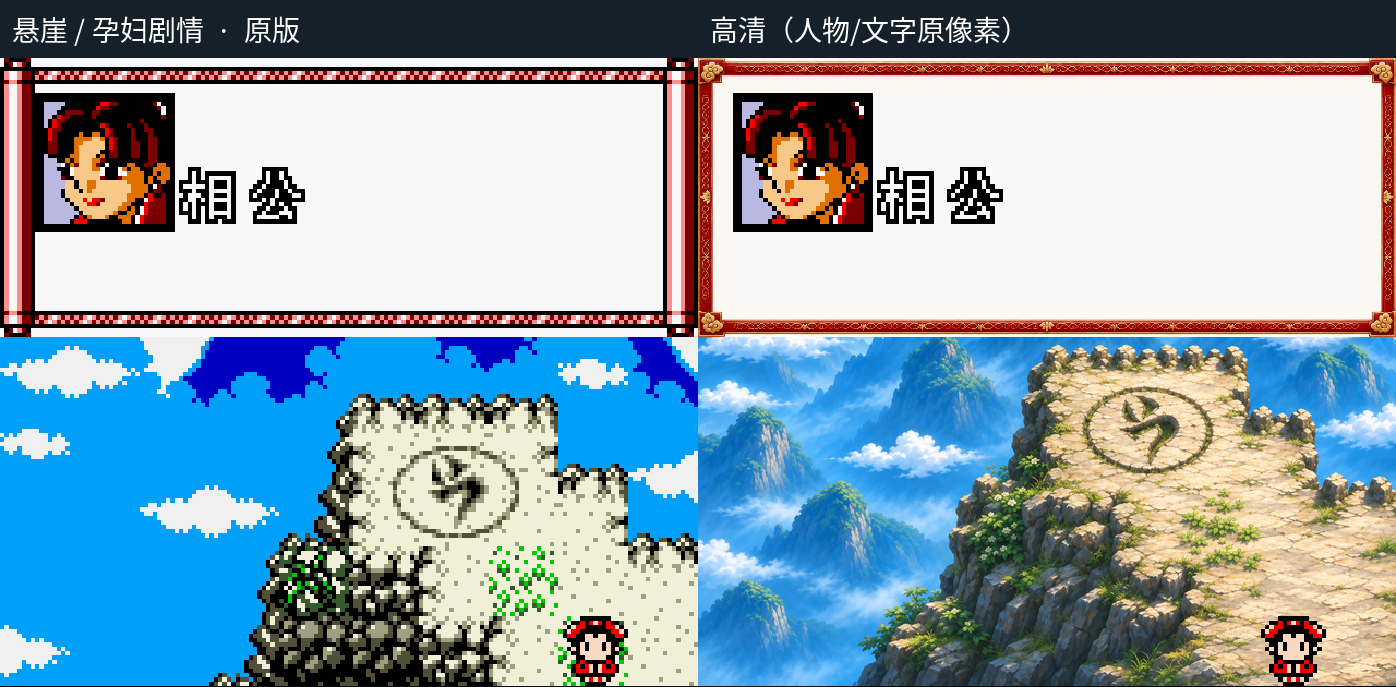 悬崖 / 孕妇剧情 · 原版
高清（人物/文字原像素）
相公
相公